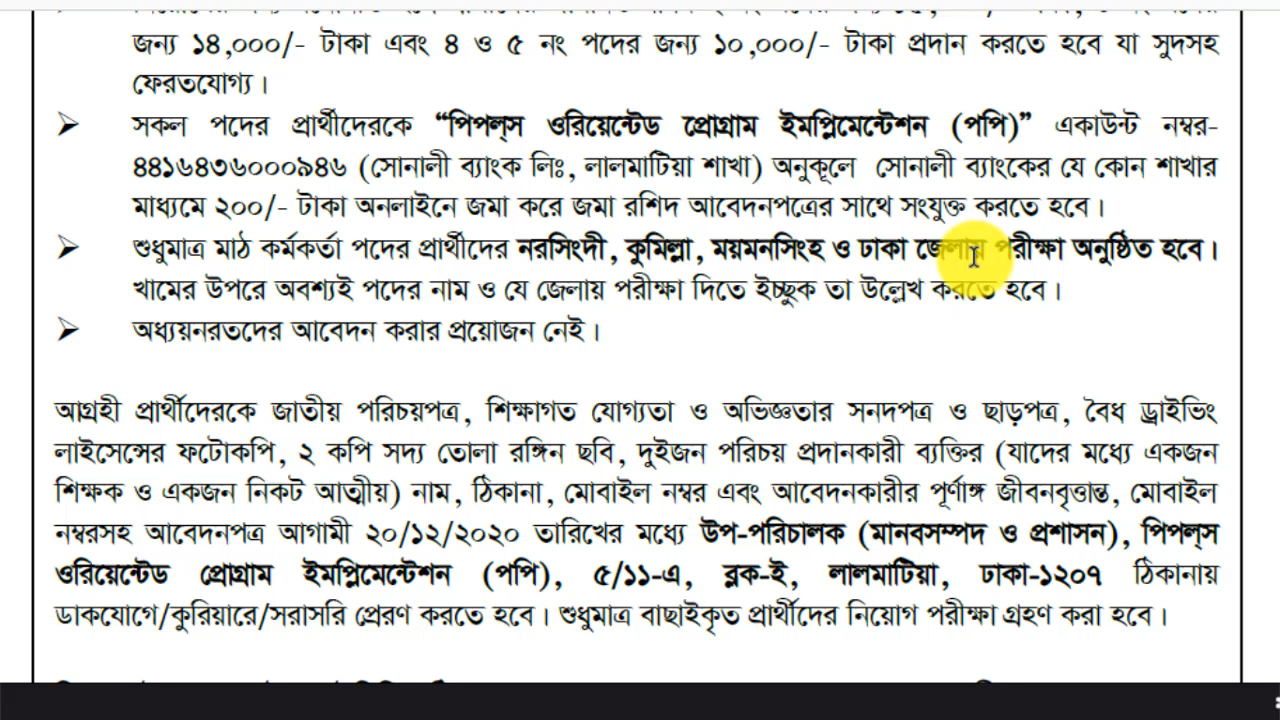 জন্য ১৪,০০০/- টাকা এবং ৪ ও ৫ নং পদের জন্য ১০,০০০/- টাকা প্রদান করতে হবে যা সুদসহ
ফেরতযোগ্য।
➢ সকল পদের প্রার্থীদেরকে “পিপল্স ওরিয়েন্টেড প্রোগ্রাম ইমপ্লিমেন্টেশন (পপি)” একাউন্ট নম্বর-
৪৪১৬৪৩৬০০০৯৪৬ (সোনালী ব্যাংক লিঃ, লালমাটিয়া শাখা) অনুকূলে সোনালী ব্যাংকের যে কোন শাখার
মাধ্যমে ২০০/- টাকা অনলাইনে জমা করে জমা রশিদ আবেদনপত্রের সাথে সংযুক্ত করতে হবে।
➢ শুধুমাত্র মাঠ কর্মকর্তা পদের প্রার্থীদের নরসিংদী, কুমিল্লা, ময়মনসিংহ ও ঢাকা জেলায় পরীক্ষা অনুষ্ঠিত হবে।
খামের উপরে অবশ্যই পদের নাম ও যে জেলায় পরীক্ষা দিতে ইচ্ছুক তা উল্লেখ করতে হবে।
➢ অধ্যয়নরতদের আবেদন করার প্রয়োজন নেই।
আগ্রহী প্রার্থীদেরকে জাতীয় পরিচয়পত্র, শিক্ষাগত যোগ্যতা ও অভিজ্ঞতার সনদপত্র ও ছাড়পত্র, বৈধ ড্রাইভিং
লাইসেন্সের ফটোকপি, ২ কপি সদ্য তোলা রঙ্গিন ছবি, দুইজন পরিচয় প্রদানকারী ব্যক্তির (যাদের মধ্যে একজন
শিক্ষক ও একজন নিকট আত্মীয়) নাম, ঠিকানা, মোবাইল নম্বর এবং আবেদনকারীর পূর্ণাঙ্গ জীবনবৃত্তান্ত, মোবাইল
নম্বরসহ আবেদনপত্র আগামী ২০/১২/২০২০ তারিখের মধ্যে উপ-পরিচালক (মানবসম্পদ ও প্রশাসন), পিপল্স
ওরিয়েন্টেড প্রোগ্রাম ইমপ্লিমেন্টেশন (পপি), ৫/১১-এ, ব্লক-ই, লালমাটিয়া, ঢাকা-১২০৭ ঠিকানায়
ডাকযোগে/কুরিয়ারে/সরাসরি প্রেরণ করতে হবে। শুধুমাত্র বাছাইকৃত প্রার্থীদের নিয়োগ পরীক্ষা গ্রহণ করা হবে।